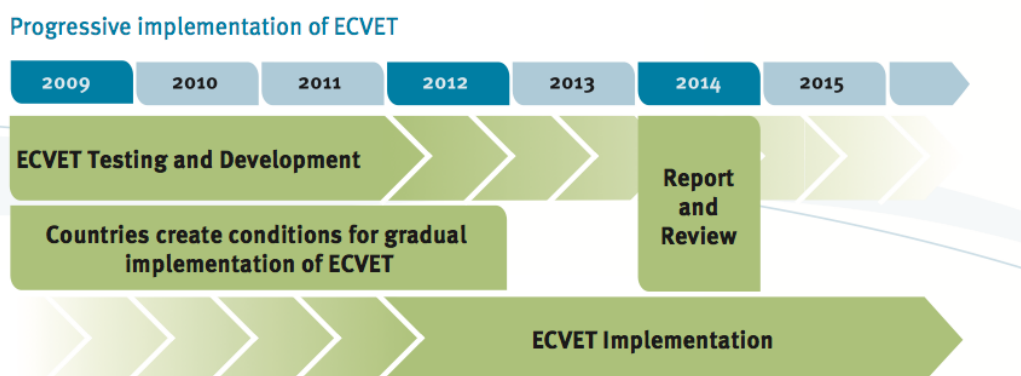 Progressive implementation of ECVET
2009 2010 2011 2012 2013 2014 2015
ECVET Testing and Development
Report
and
Review
Countries create conditions for gradual
implementation of ECVET
ECVET Implementation